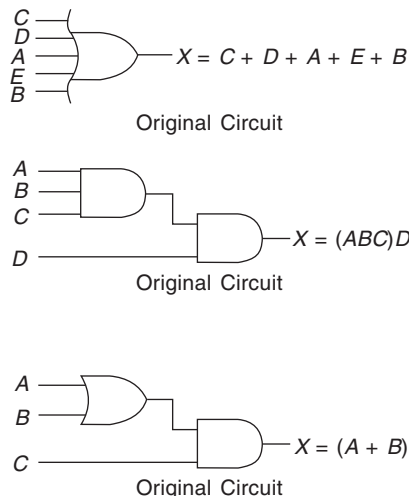 C
D
A
E
B
X = C + D + A + E + B
Original Circuit
A
B
C
D
X = (ABC)D
Original Circuit
A
B
C
X = (A + B)
Original Circuit